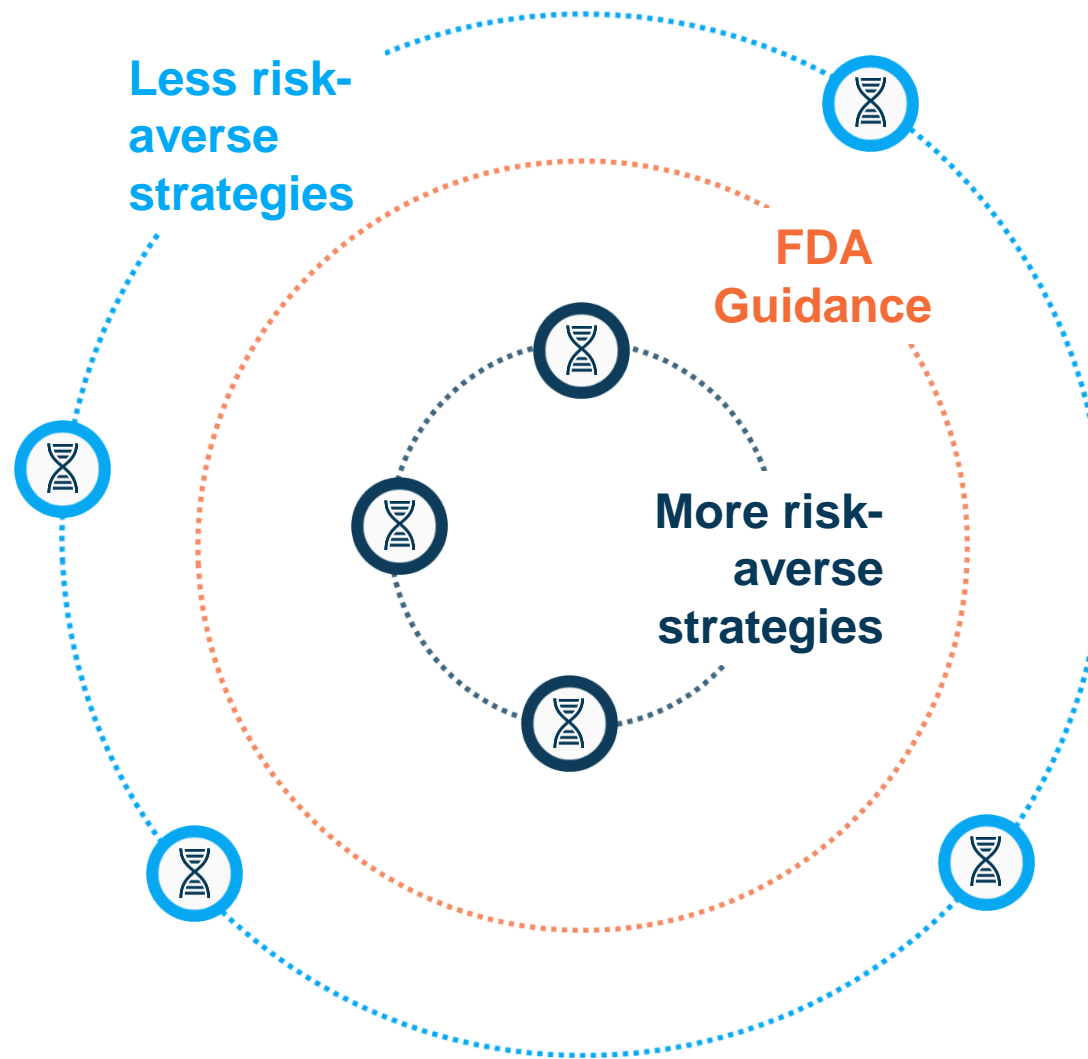 Less risk-
averse
strategies
FDA
Guidance
More risk-
averse
strategies